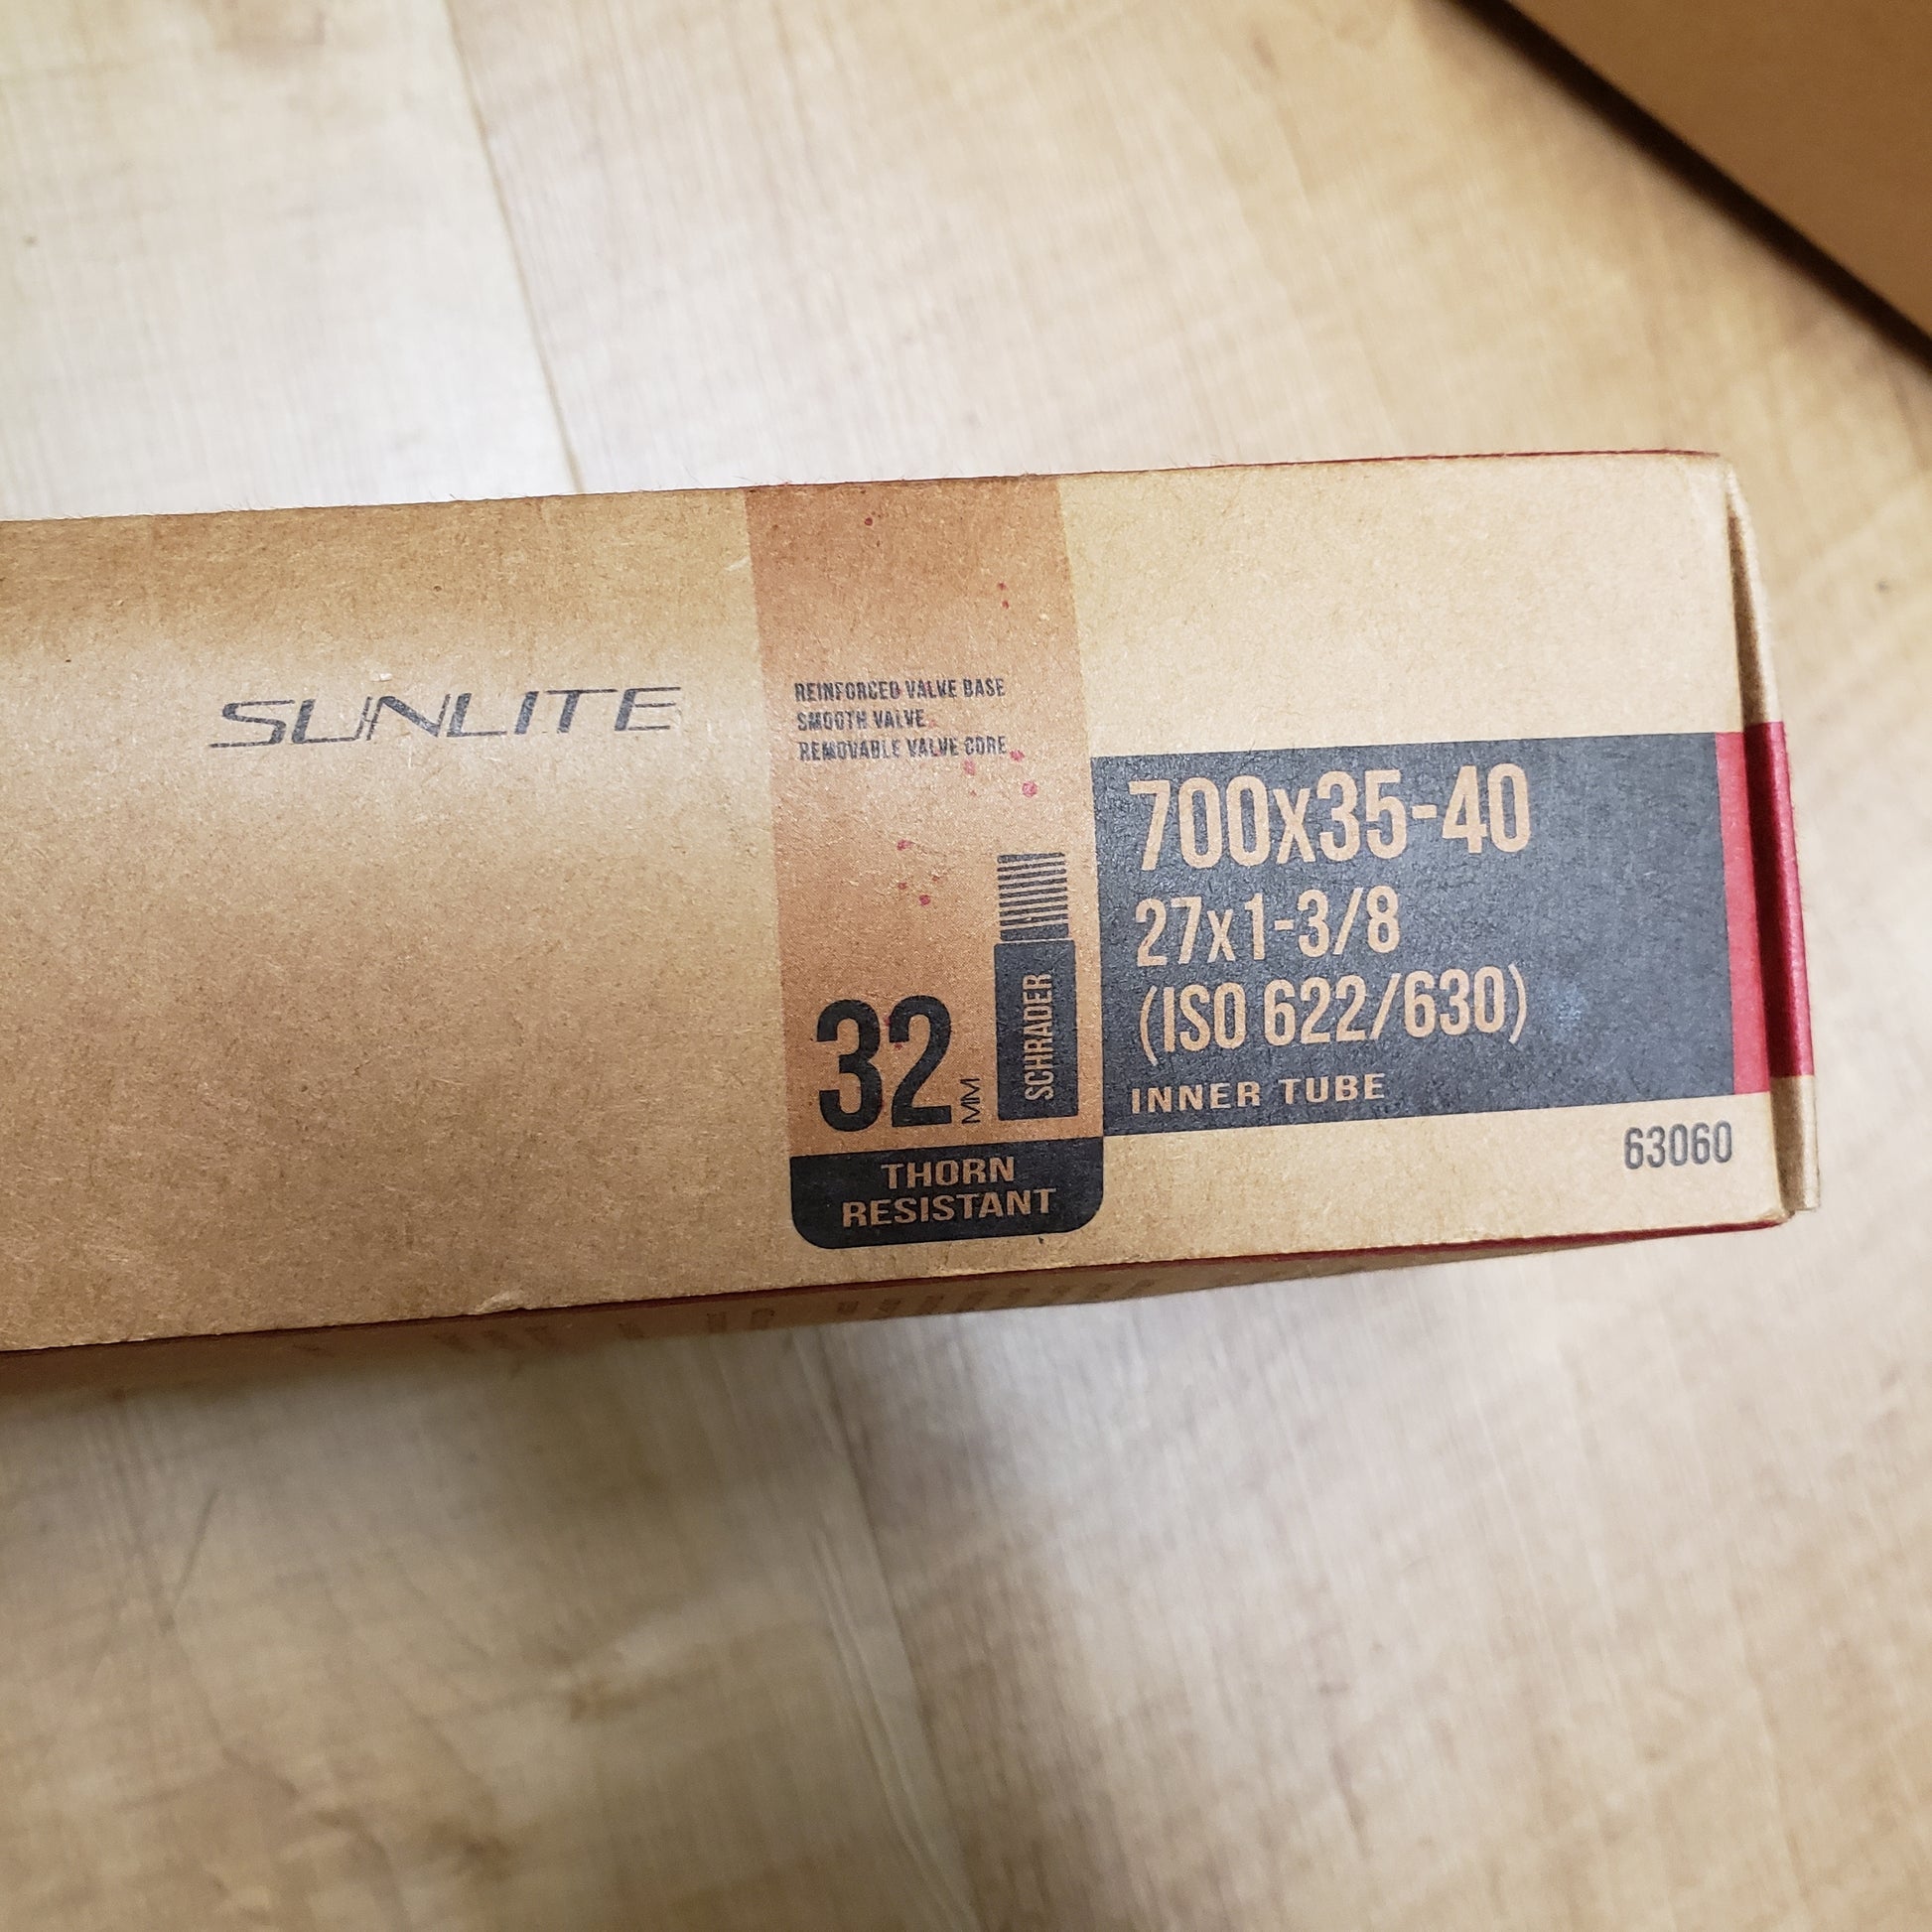 SUNLITE
REINFORCED VALVE BASE
SMOOTH VALVE
REMOVABLE VALVE CORE
32 MM
SCHRADER
THORN
RESISTANT
700x35-40
27x1-3/8
(ISO 622/630)
INNER TUBE
63060